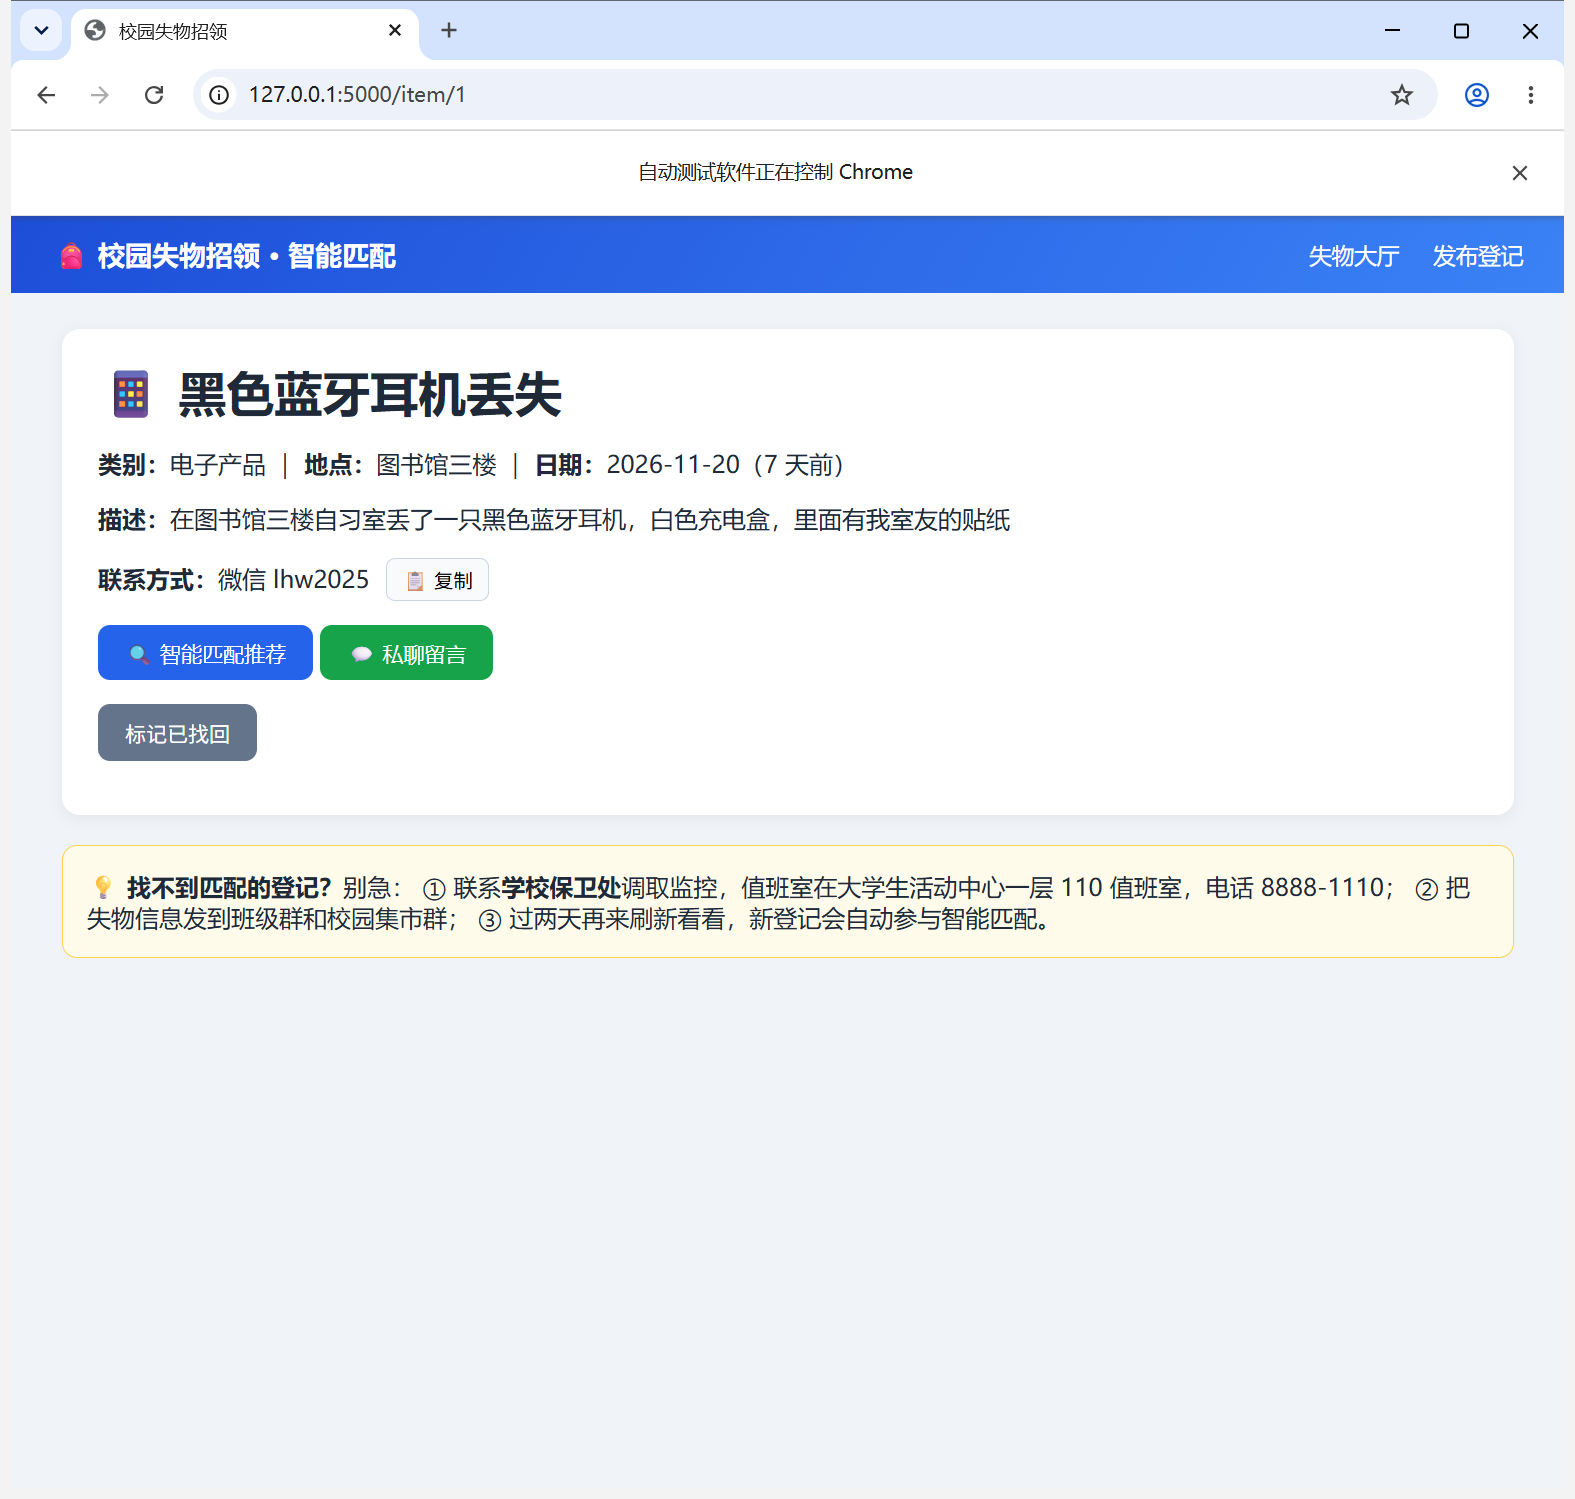 校园失物招领
127.0.0.1:5000/item/1
自动测试软件正在控制 Chrome
校园失物招领 • 智能匹配
失物大厅 发布登记
黑色蓝牙耳机丢失
类别：电子产品 | 地点：图书馆三楼 | 日期：2026-11-20（7 天前）
描述：在图书馆三楼自习室丢了一只黑色蓝牙耳机，白色充电盒，里面有我室友的贴纸
联系方式：微信 lhw2025 复制
智能匹配推荐 私聊留言
标记已找回
找不到匹配的登记？别急： ① 联系学校保卫处调取监控，值班室在大学生活动中心一层 110 值班室，电话 8888-1110； ② 把
失物信息发到班级群和校园集市群； ③ 过两天再来刷新看看，新登记会自动参与智能匹配。